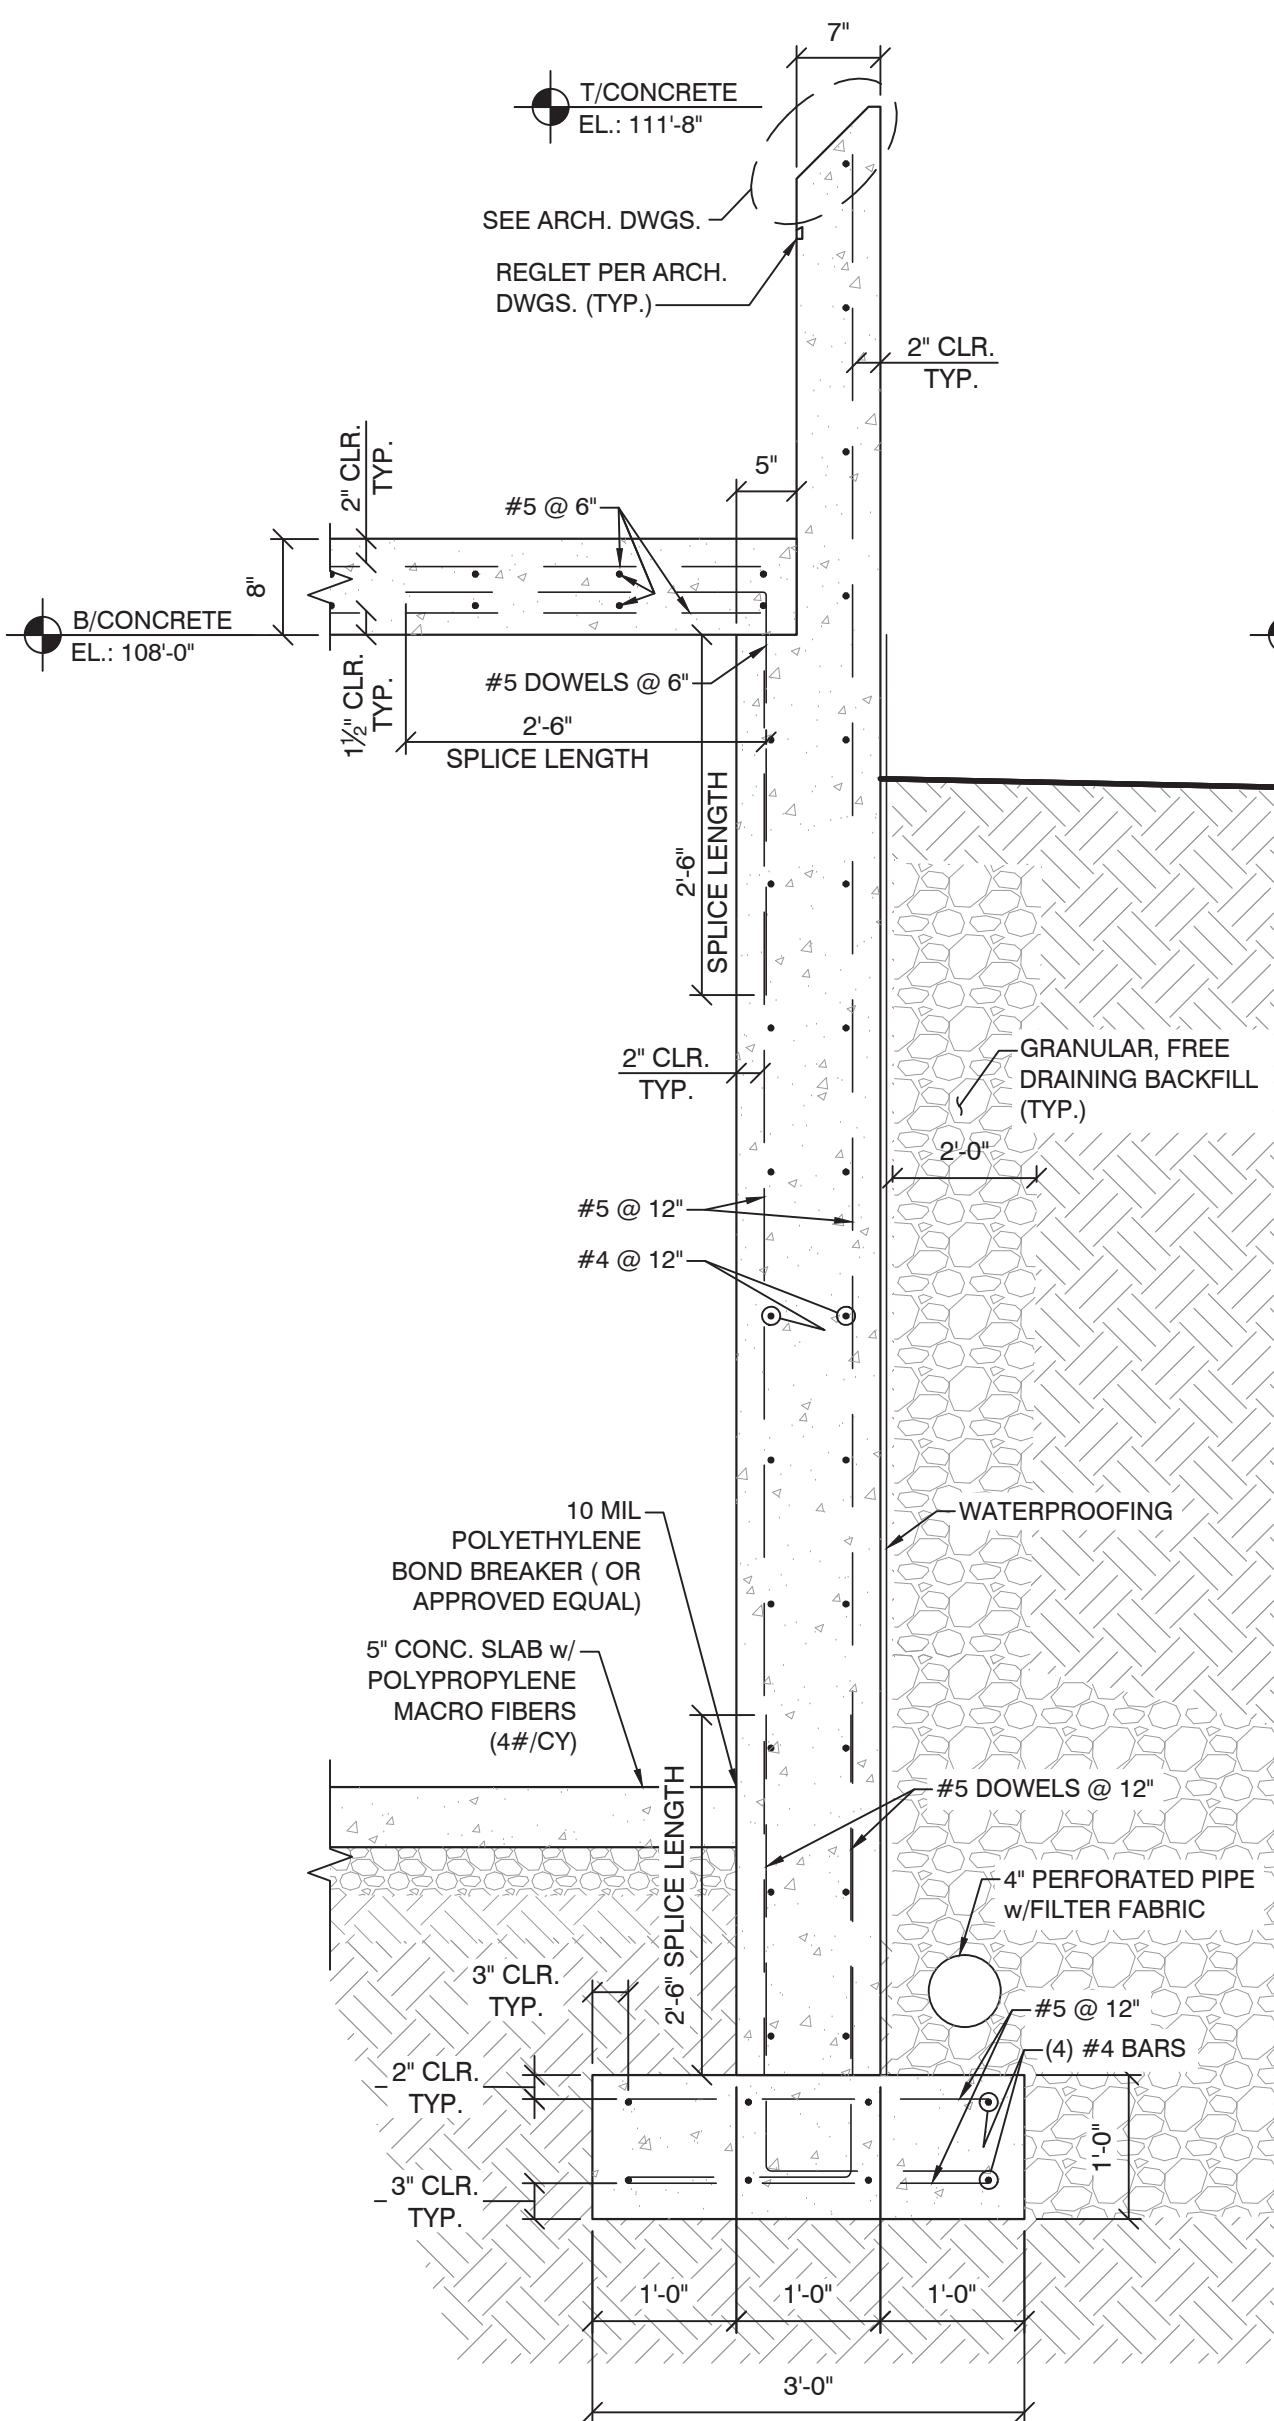 7"
T/CONCRETE
EL.: 111'-8"
SEE ARCH. DWGS.
REGLET PER ARCH.
DWGS. (TYP.)
2" CLR.
TYP.
2" CLR.
TYP.
5"
#5 @ 6"
8"
B/CONCRETE
EL.: 108'-0"
1½" CLR.
TYP.
#5 DOWELS @ 6"
2'-6"
SPLICE LENGTH
2'-6"
SPLICE LENGTH
2" CLR.
TYP.
GRANULAR, FREE
DRAINING BACKFILL
(TYP.)
2'-0"
#5 @ 12"
#4 @ 12"
10 MIL
POLYETHYLENE
BOND BREAKER ( OR
APPROVED EQUAL)
WATERPROOFING
5" CONC. SLAB w/
POLYPROPYLENE
MACRO FIBERS
(4#/CY)
2'-6" SPLICE LENGTH
#5 DOWELS @ 12"
4" PERFORATED PIPE
w/FILTER FABRIC
3" CLR.
TYP.
#5 @ 12"
(4) #4 BARS
2" CLR.
TYP.
1'-0"
3" CLR.
TYP.
1'-0"
1'-0"
1'-0"
3'-0"